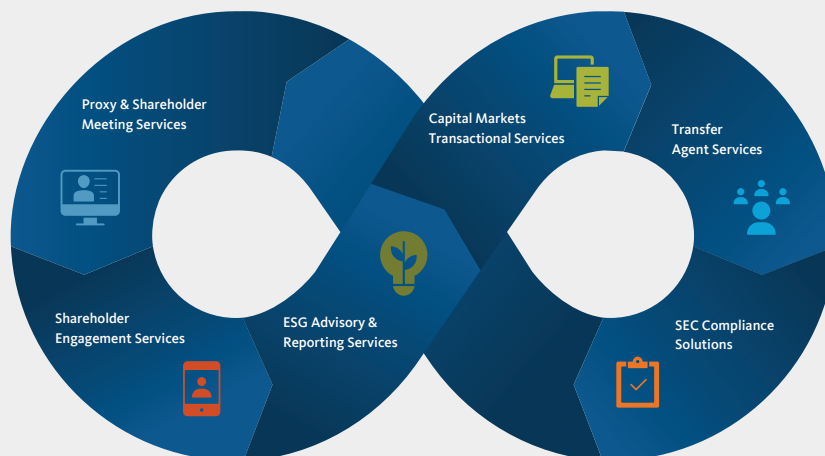 Proxy & Shareholder
Meeting Services
Capital Markets
Transactional Services
Transfer
Agent Services
Shareholder
Engagement Services
ESG Advisory &
Reporting Services
SEC Compliance
Solutions